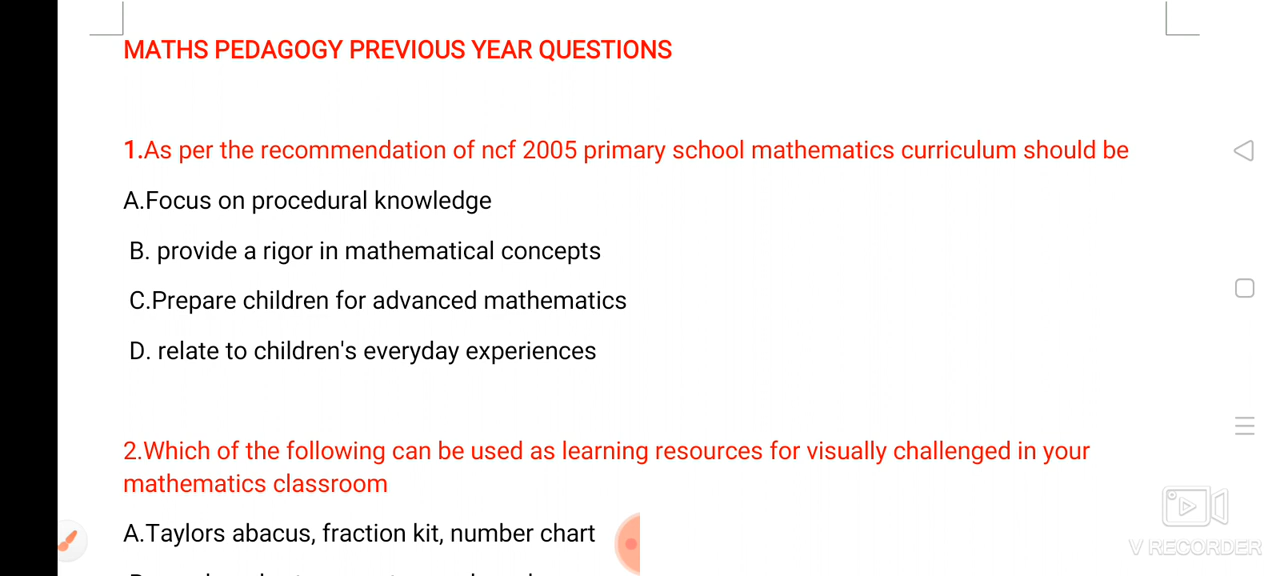 MATHS PEDAGOGY PREVIOUS YEAR QUESTIONS
1.As per the recommendation of ncf 2005 primary school mathematics curriculum should be
A.Focus on procedural knowledge
B. provide a rigor in mathematical concepts
C.Prepare children for advanced mathematics
D. relate to children's everyday experiences
2.Which of the following can be used as learning resources for visually challenged in your
mathematics classroom
A.Taylors abacus, fraction kit, number chart
V RECORDER